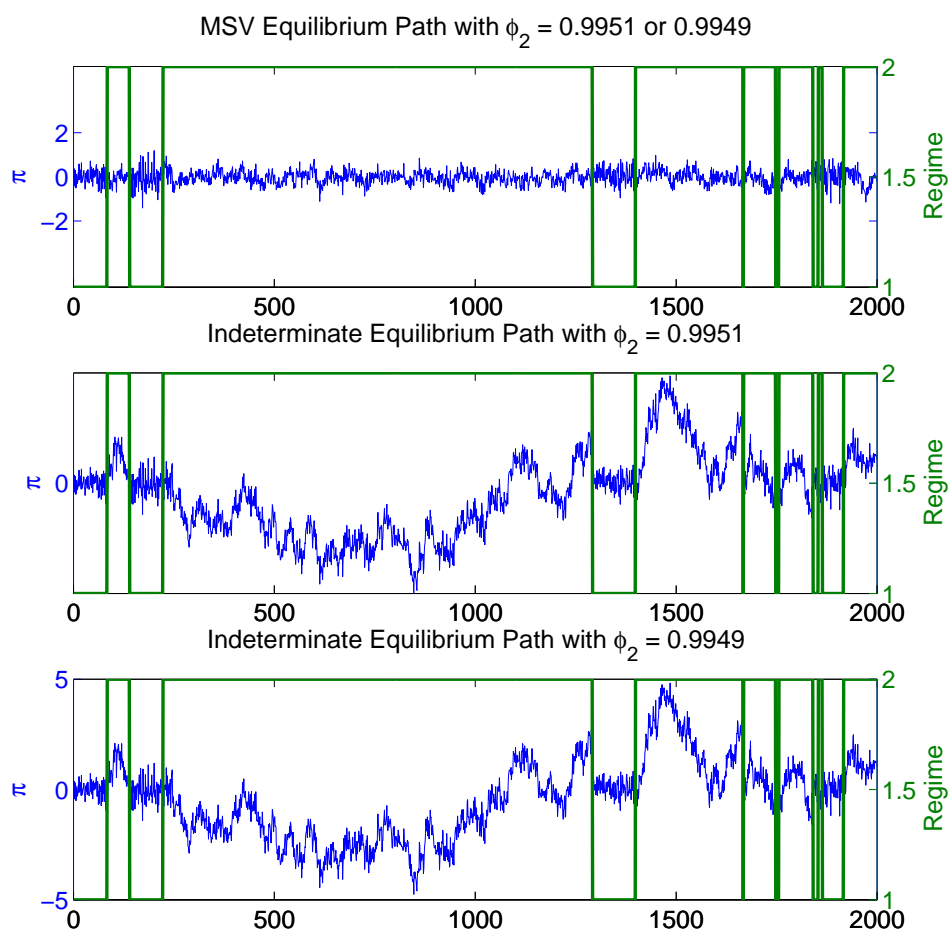 MSV Equilibrium Path with ϕ₂ = 0.9951 or 0.9949
2
0
−2
π
2
1.5
1
Regime
0 500 1000 1500 2000
Indeterminate Equilibrium Path with ϕ₂ = 0.9951
0
π
2
1.5
1
Regime
0 500 1000 1500 2000
Indeterminate Equilibrium Path with ϕ₂ = 0.9949
5
0
−5
π
2
1.5
1
Regime
0 500 1000 1500 2000